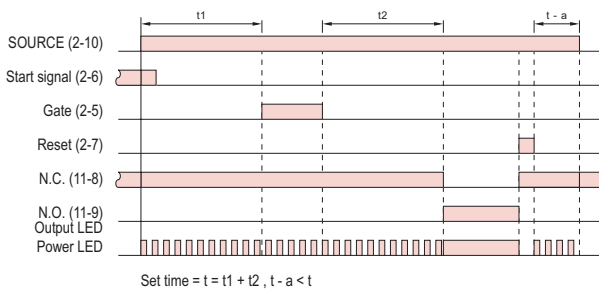 t1 t2 t - a
SOURCE (2-10)
Start signal (2-6)
Gate (2-5)
Reset (2-7)
N.C. (11-8)
N.O. (11-9)
Output LED
Power LED
Set time = t = t1 + t2 , t - a < t